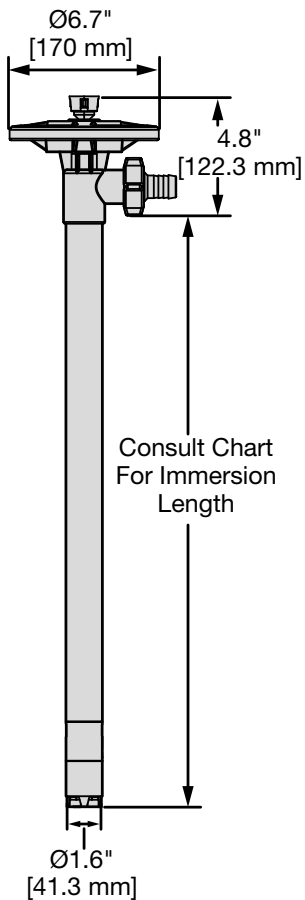 Ø6.7"
[170 mm]
4.8"
[122.3 mm]
Consult Chart
For Immersion
Length
Ø1.6"
[41.3 mm]